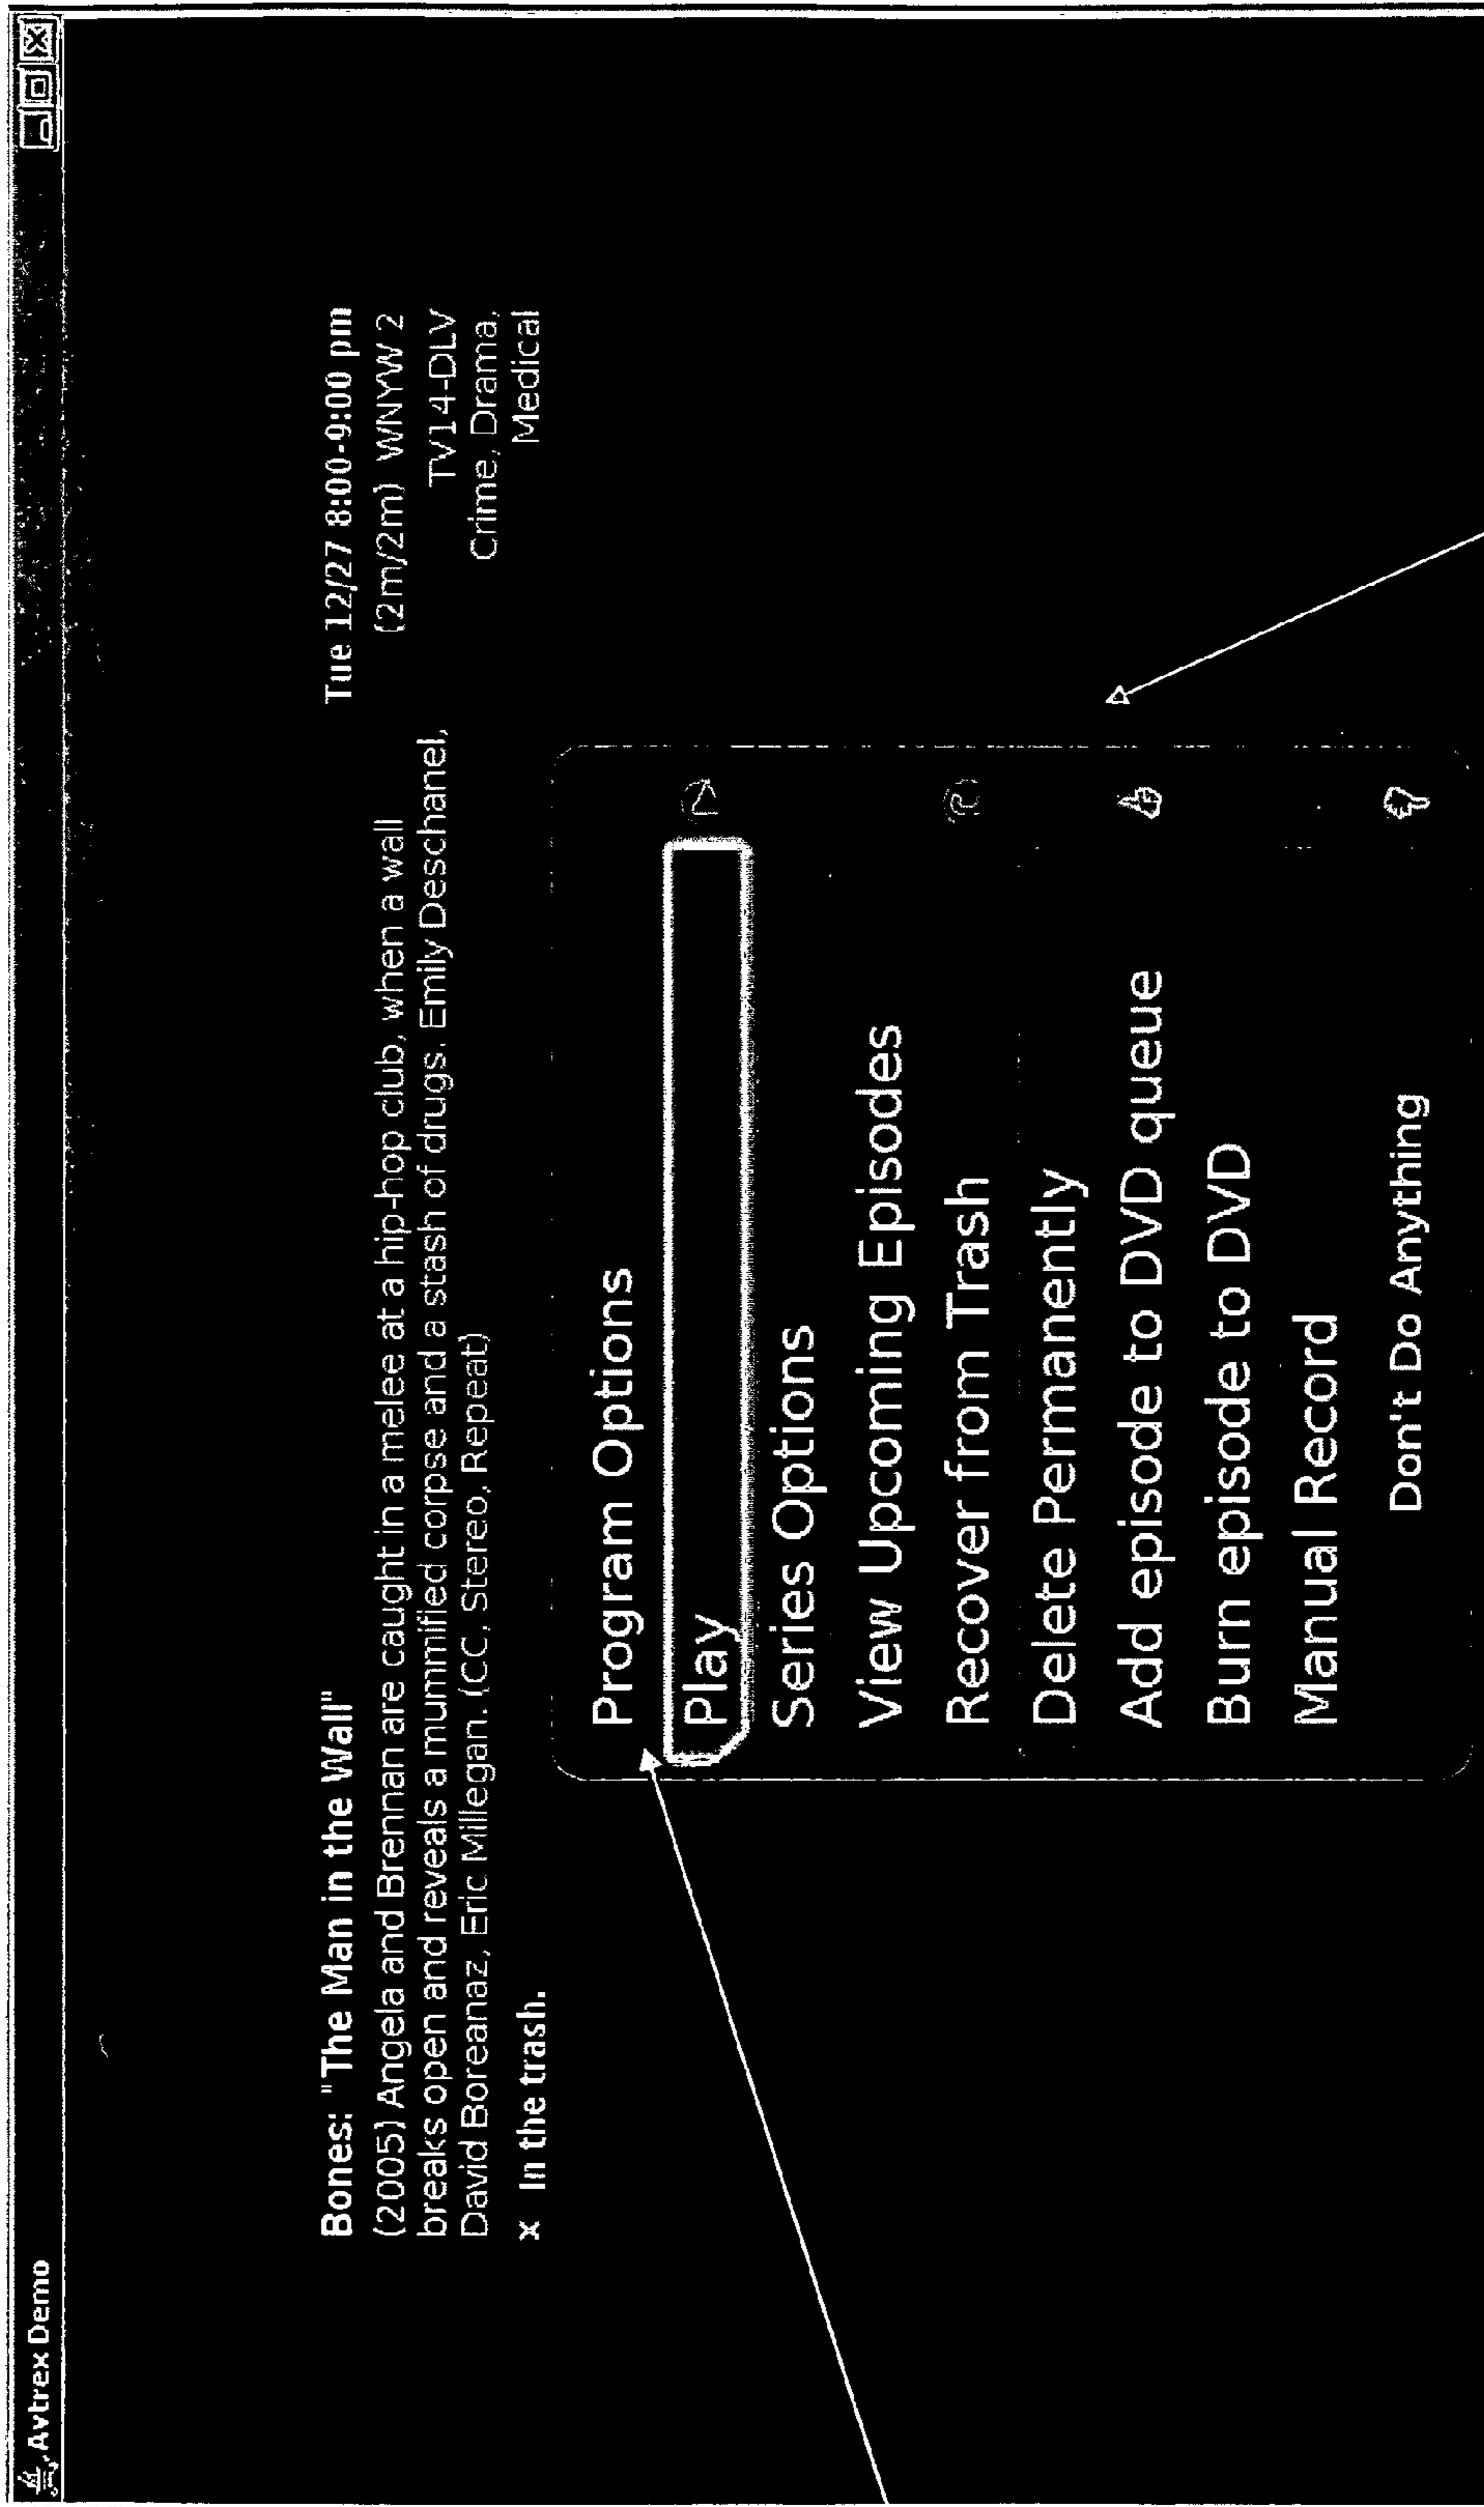 Avtrex Demo
Bones: "The Man in the Wall"
Tue 12/27 8:00-9:00 pm
(2005) Angela and Brennan are caught in a melee at a hip-hop club, when a wall
(2m/2m) WNYW 2
breaks open and reveals a mummified corpse and a stash of drugs. Emily Deschanel,
TV14-DLV
David Boreanaz, Eric Millegan. (CC, Stereo, Repeat)
Crime, Drama,
Medical
x In the trash.
Program Options
Play
Series Options
View Upcoming Episodes
Recover from Trash
Delete Permanently
Add episode to DVD queue
Burn episode to DVD
Manual Record
Don't Do Anything